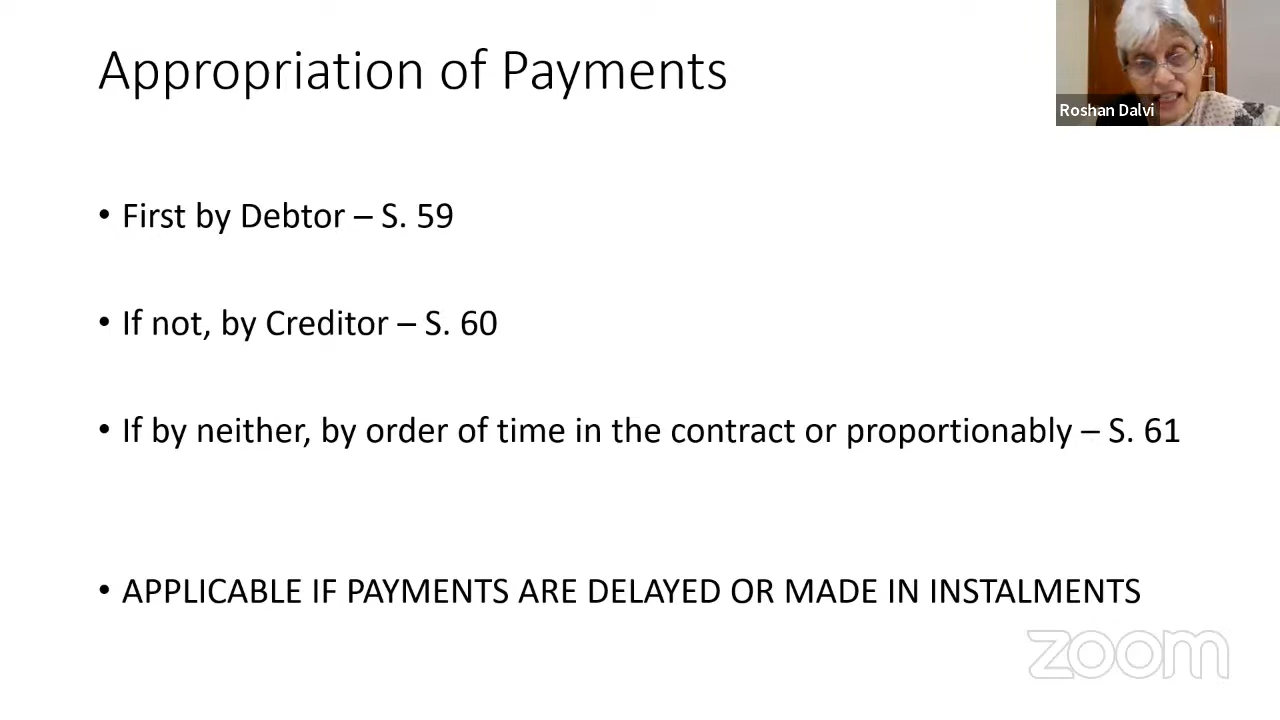 Appropriation of Payments
Roshan Dalvi
• First by Debtor – S. 59
• If not, by Creditor – S. 60
• If by neither, by order of time in the contract or proportionably – S. 61
• APPLICABLE IF PAYMENTS ARE DELAYED OR MADE IN INSTALMENTS
zoom